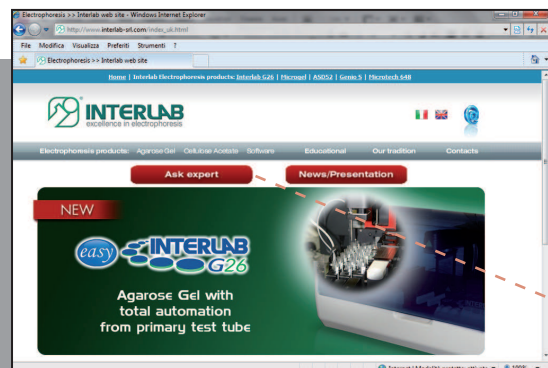 Electrophoresis >> Interlab web site - Windows Internet Explorer
http://www.interlab-srl.com/index_uk.html
File Modifica Visualizza Preferiti Strumenti ?
Electrophoresis >> Interlab web site
Home | Interlab Electrophoresis products: Interlab G26 | Microgel | ASDS2 | Genio S | Microtech 648
INTERLAB
excellence in electrophoresis
Electrophoresis products: Agarose Gel Cellulose Acetate Software Educational Our tradition Contacts
Ask expert News/Presentation
NEW
easy INTERLAB
G26
Agarose Gel with
total automation
from primary test tube
100%